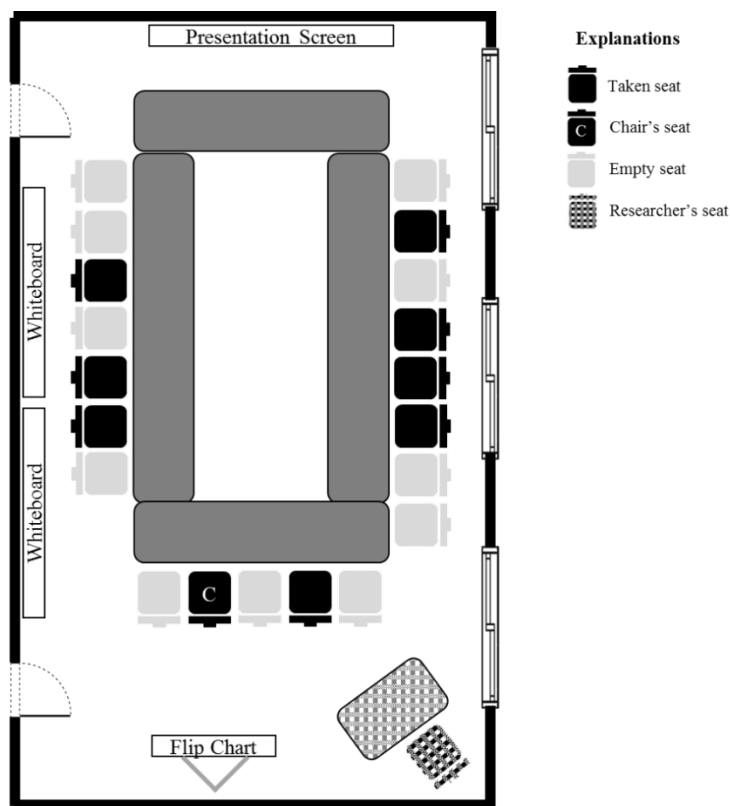 Presentation Screen
Explanations
Taken seat
C
Chair’s seat
Empty seat
Researcher’s seat
Whiteboard
Whiteboard
C
Flip Chart